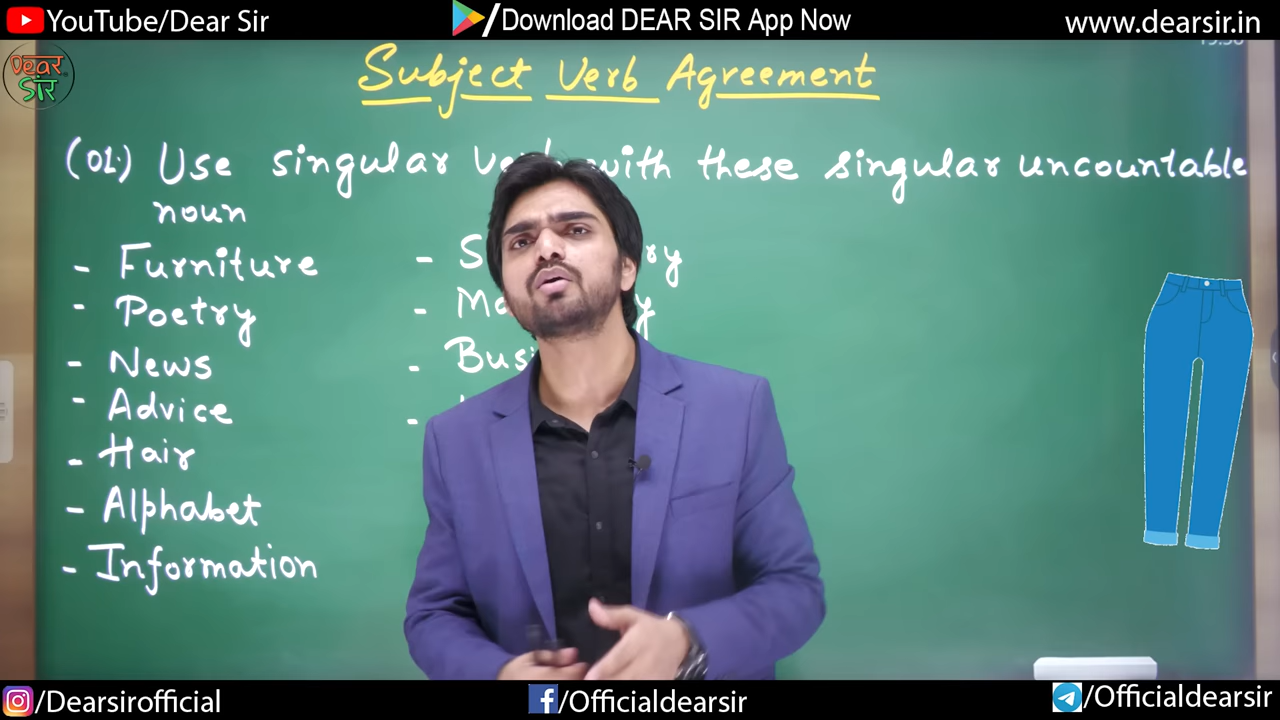 YouTube/Dear Sir
/Download DEAR SIR App Now
www.dearsir.in
Dear
सिर
Subject Verb Agreement
(01.) Use singular with these singular uncountable
noun
- Furniture
- Poetry
- News
- Advice
- Hair
- Alphabet
- Information
/Dearsirofficial
/Officialdearsir
/Officialdearsir